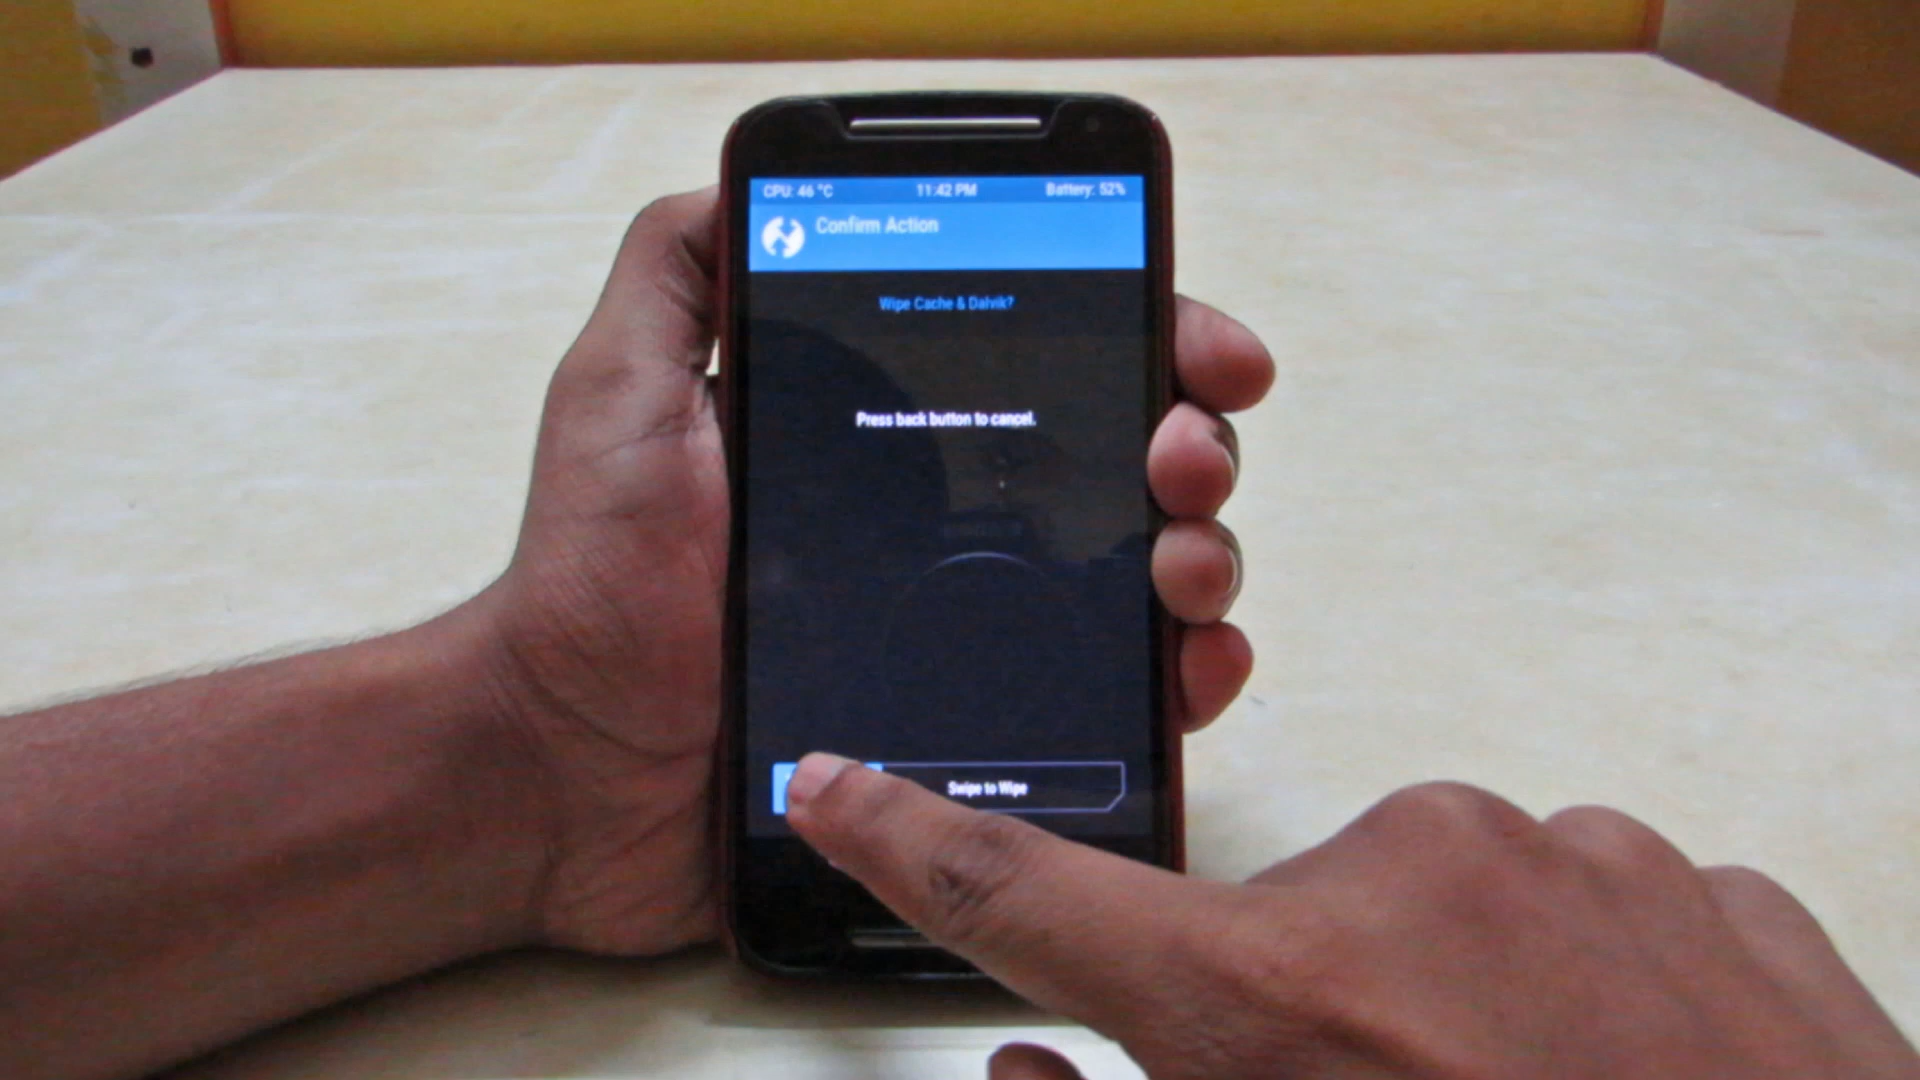 CPU: 46 °C 11:42 PM Battery: 52%
Confirm Action
Wipe Cache & Dalvik?
Press back button to cancel.
Swipe to Wipe